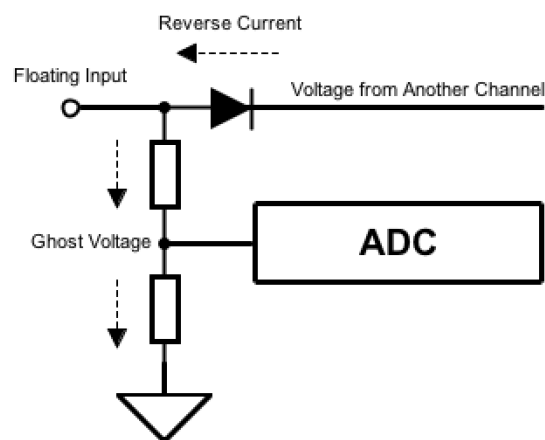 Reverse Current
Floating Input
Voltage from Another Channel
Ghost Voltage
ADC